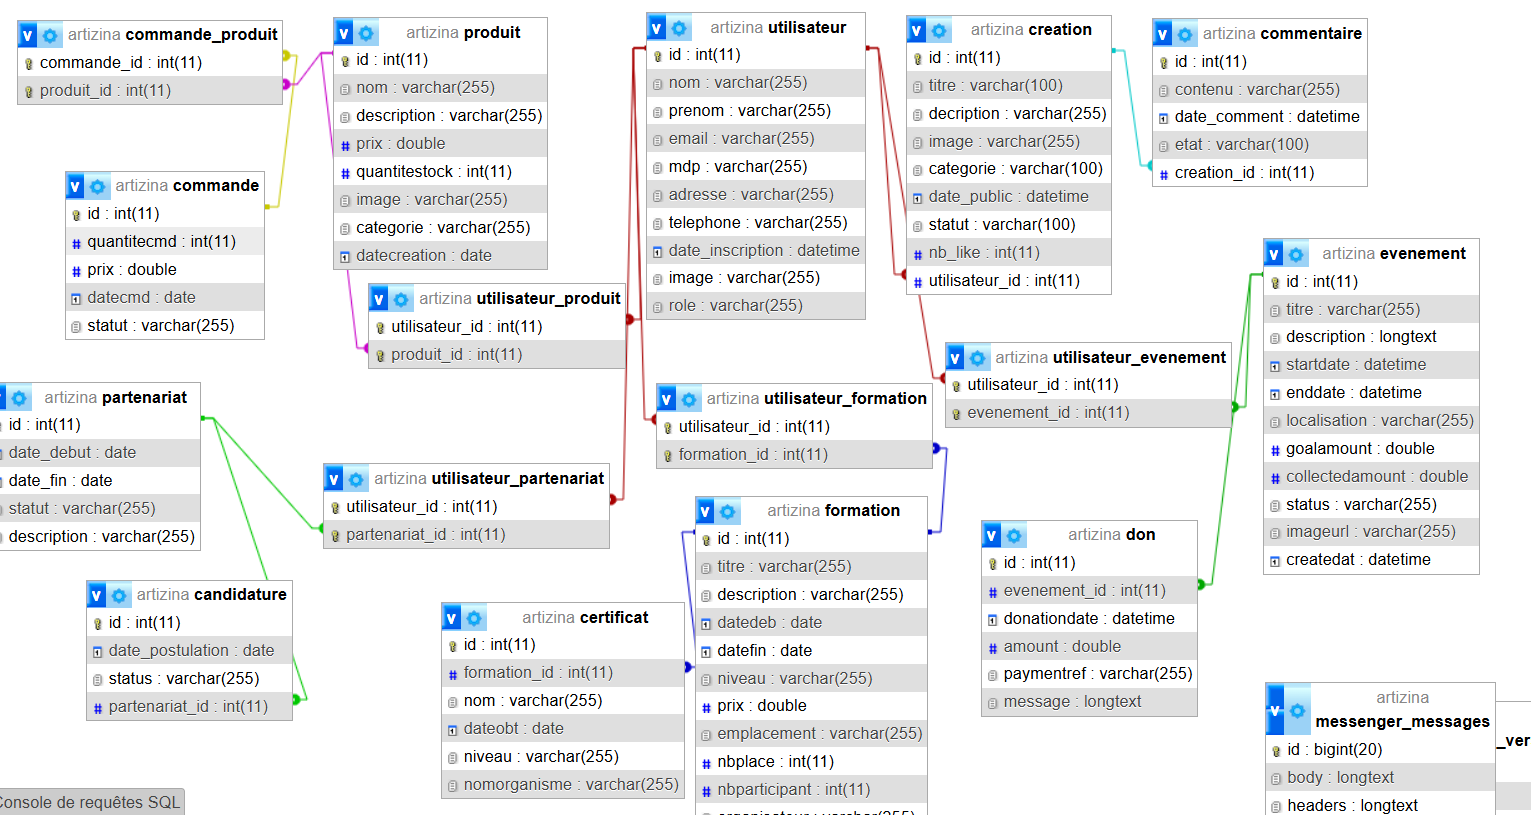 artizina commande_produit
commande_id : int(11)
produit_id : int(11)
artizina produit
id : int(11)
nom : varchar(255)
description : varchar(255)
prix : double
quantitestock : int(11)
image : varchar(255)
categorie : varchar(255)
datecreation : date
artizina utilisateur
id : int(11)
nom : varchar(255)
prenom : varchar(255)
email : varchar(255)
mdp : varchar(255)
adresse : varchar(255)
telephone : varchar(255)
date_inscription : datetime
image : varchar(255)
role : varchar(255)
artizina creation
id : int(11)
titre : varchar(100)
decription : varchar(255)
image : varchar(255)
categorie : varchar(100)
date_public : datetime
statut : varchar(100)
nb_like : int(11)
utilisateur_id : int(11)
artizina commentaire
id : int(11)
contenu : varchar(255)
date_comment : datetime
etat : varchar(100)
creation_id : int(11)
artizina commande
id : int(11)
quantitecmd : int(11)
prix : double
datecmd : date
statut : varchar(255)
artizina utilisateur_produit
utilisateur_id : int(11)
produit_id : int(11)
artizina evenement
id : int(11)
titre : varchar(255)
description : longtext
startdate : datetime
enddate : datetime
localisation : varchar(255)
goalamount : double
collectedamount : double
status : varchar(255)
imageurl : varchar(255)
createdat : datetime
artizina utilisateur_evenement
utilisateur_id : int(11)
evenement_id : int(11)
artizina partenariat
id : int(11)
date_debut : date
date_fin : date
statut : varchar(255)
description : varchar(255)
artizina utilisateur_formation
utilisateur_id : int(11)
formation_id : int(11)
artizina utilisateur_partenariat
utilisateur_id : int(11)
partenariat_id : int(11)
artizina formation
id : int(11)
titre : varchar(255)
description : varchar(255)
datedeb : date
datefin : date
niveau : varchar(255)
prix : double
emplacement : varchar(255)
nbplace : int(11)
nbparticipant : int(11)
artizina don
id : int(11)
evenement_id : int(11)
donationdate : datetime
amount : double
paymentref : varchar(255)
message : longtext
artizina candidature
id : int(11)
date_postulation : date
status : varchar(255)
partenariat_id : int(11)
artizina certificat
id : int(11)
formation_id : int(11)
nom : varchar(255)
dateobt : date
niveau : varchar(255)
nomorganisme : varchar(255)
artizina
messenger_messages
id : bigint(20)
body : longtext
headers : longtext
_ver
Console de requêtes SQL